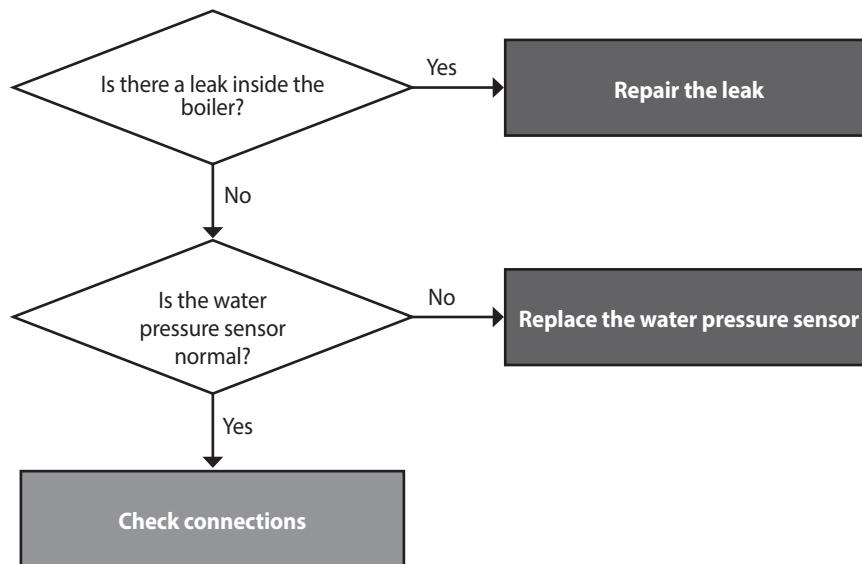 Is there a leak inside the
boiler?
Yes
Repair the leak
No
Is the water
pressure sensor
normal?
No
Replace the water pressure sensor
Yes
Check connections